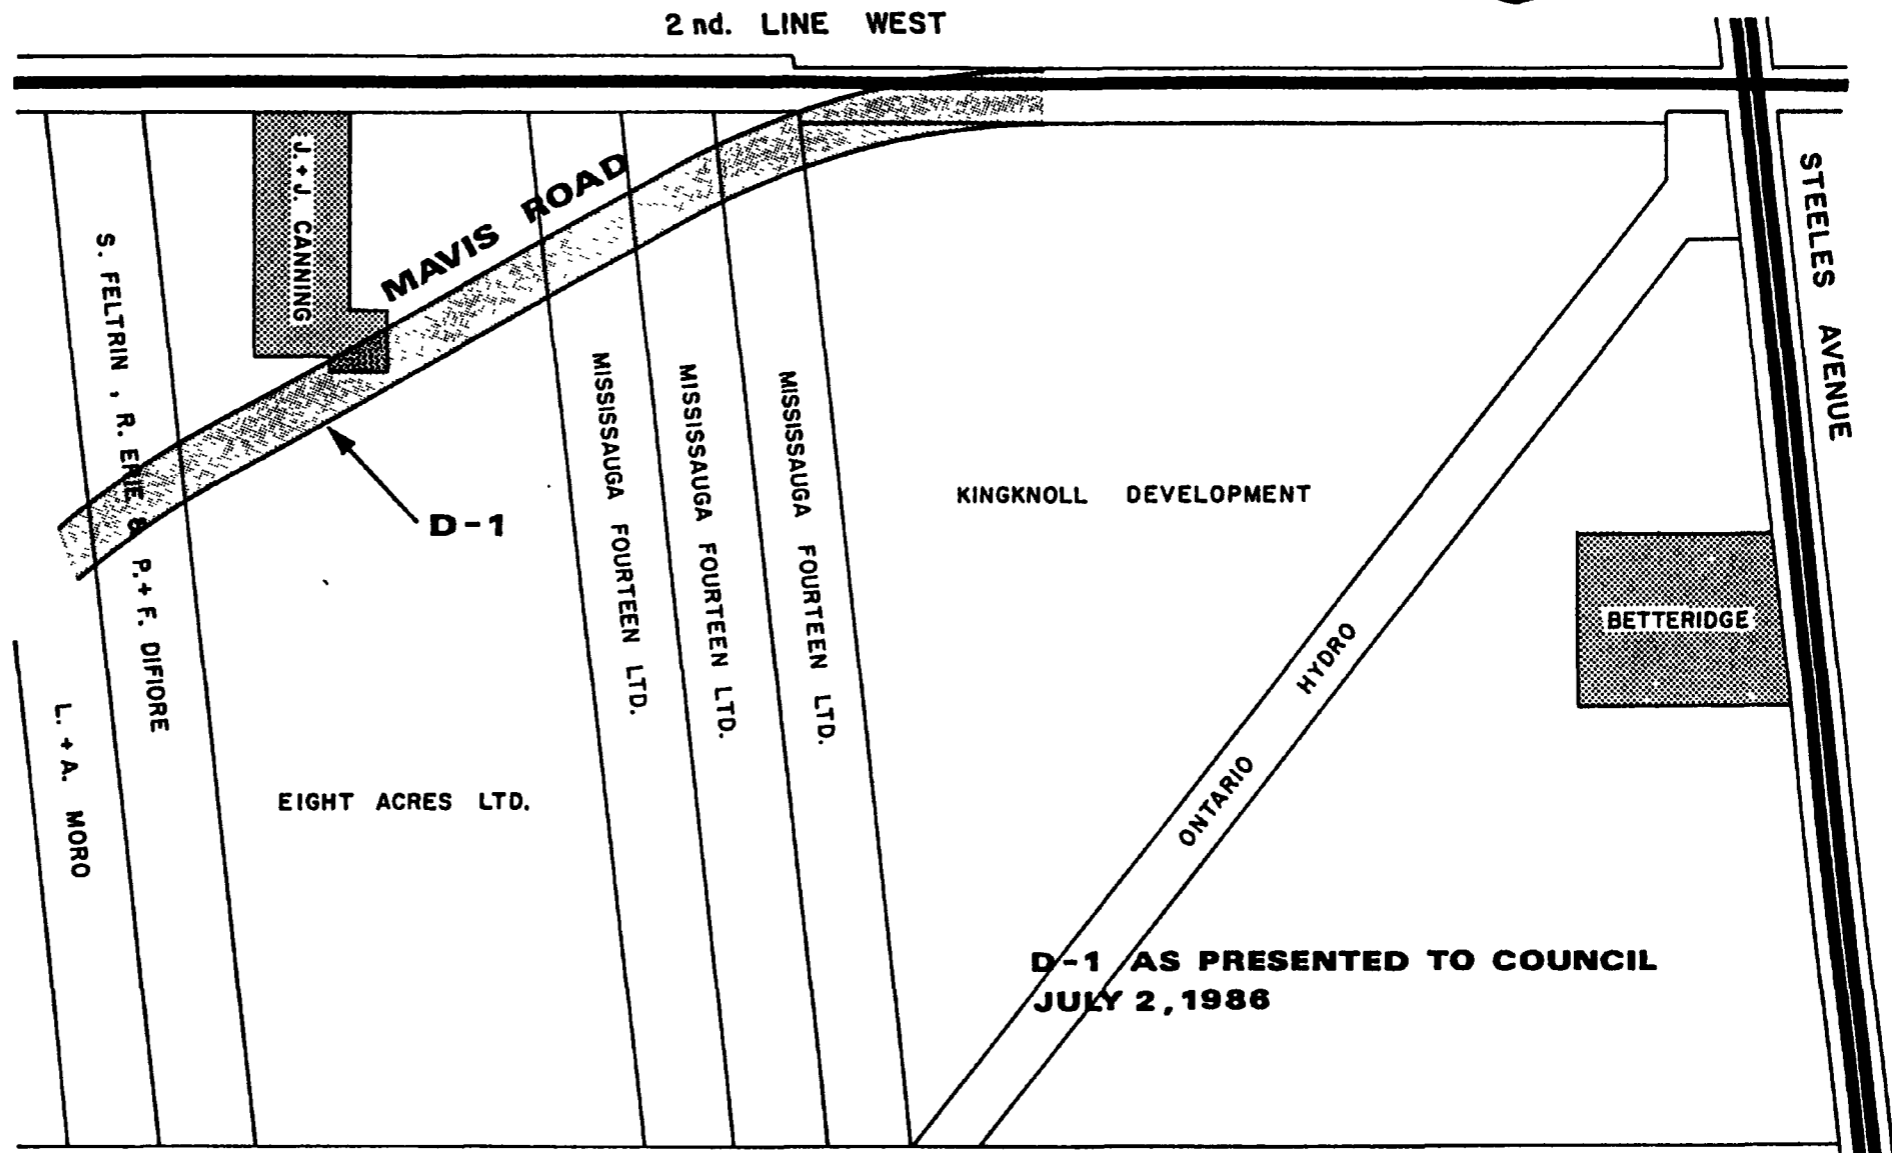 2 nd. LINE WEST
J. + J. CANNING
MAVIS ROAD
STEELES AVENUE
S. FELTRIN , R. ERIE & P. + F. DIFIORE
MISSISSAUGA FOURTEEN LTD.
MISSISSAUGA FOURTEEN LTD.
MISSISSAUGA FOURTEEN LTD.
KINGKNOLL DEVELOPMENT
D-1
BETTERIDGE
ONTARIO HYDRO
L. + A. MORO
EIGHT ACRES LTD.
D-1 AS PRESENTED TO COUNCIL
JULY 2, 1986